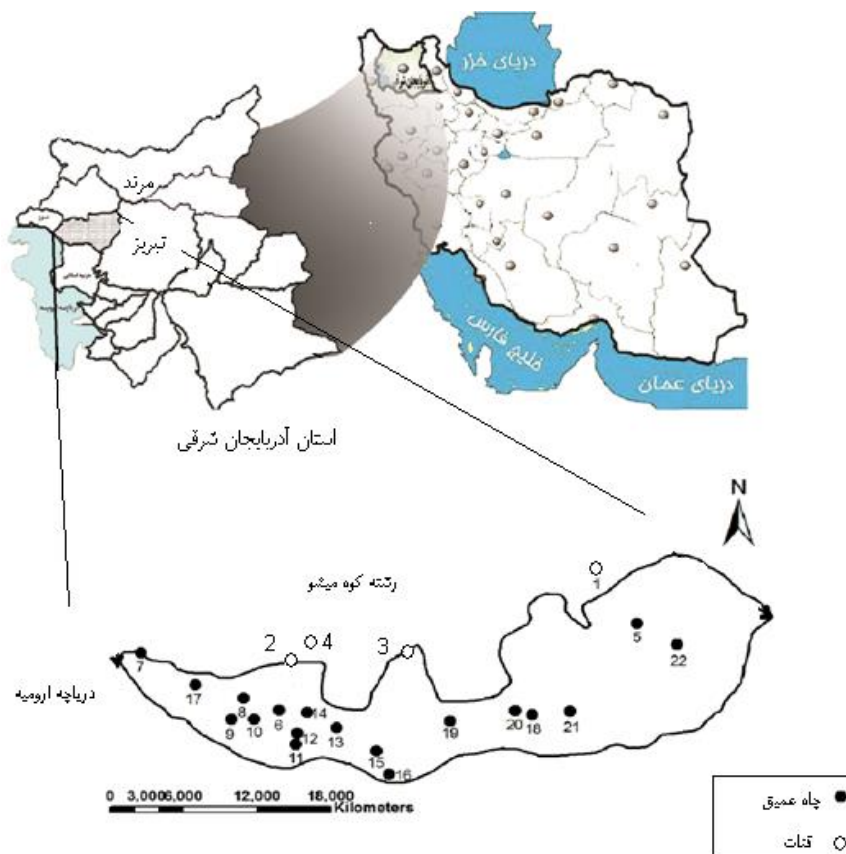 دریای خزر
مرند
تبریز
خلیج فارس
دریای عمان
استان آذربایجان شرقی
N
رشته کوه میشو
1
2
4
3
5
22
7
دریاچه ارومیه
17
8
6
14
9
10
12
13
11
15
16
19
20
18
21
0 3,000 6,000 12,000 18,000
Kilometers
چاه عمیق
قنات